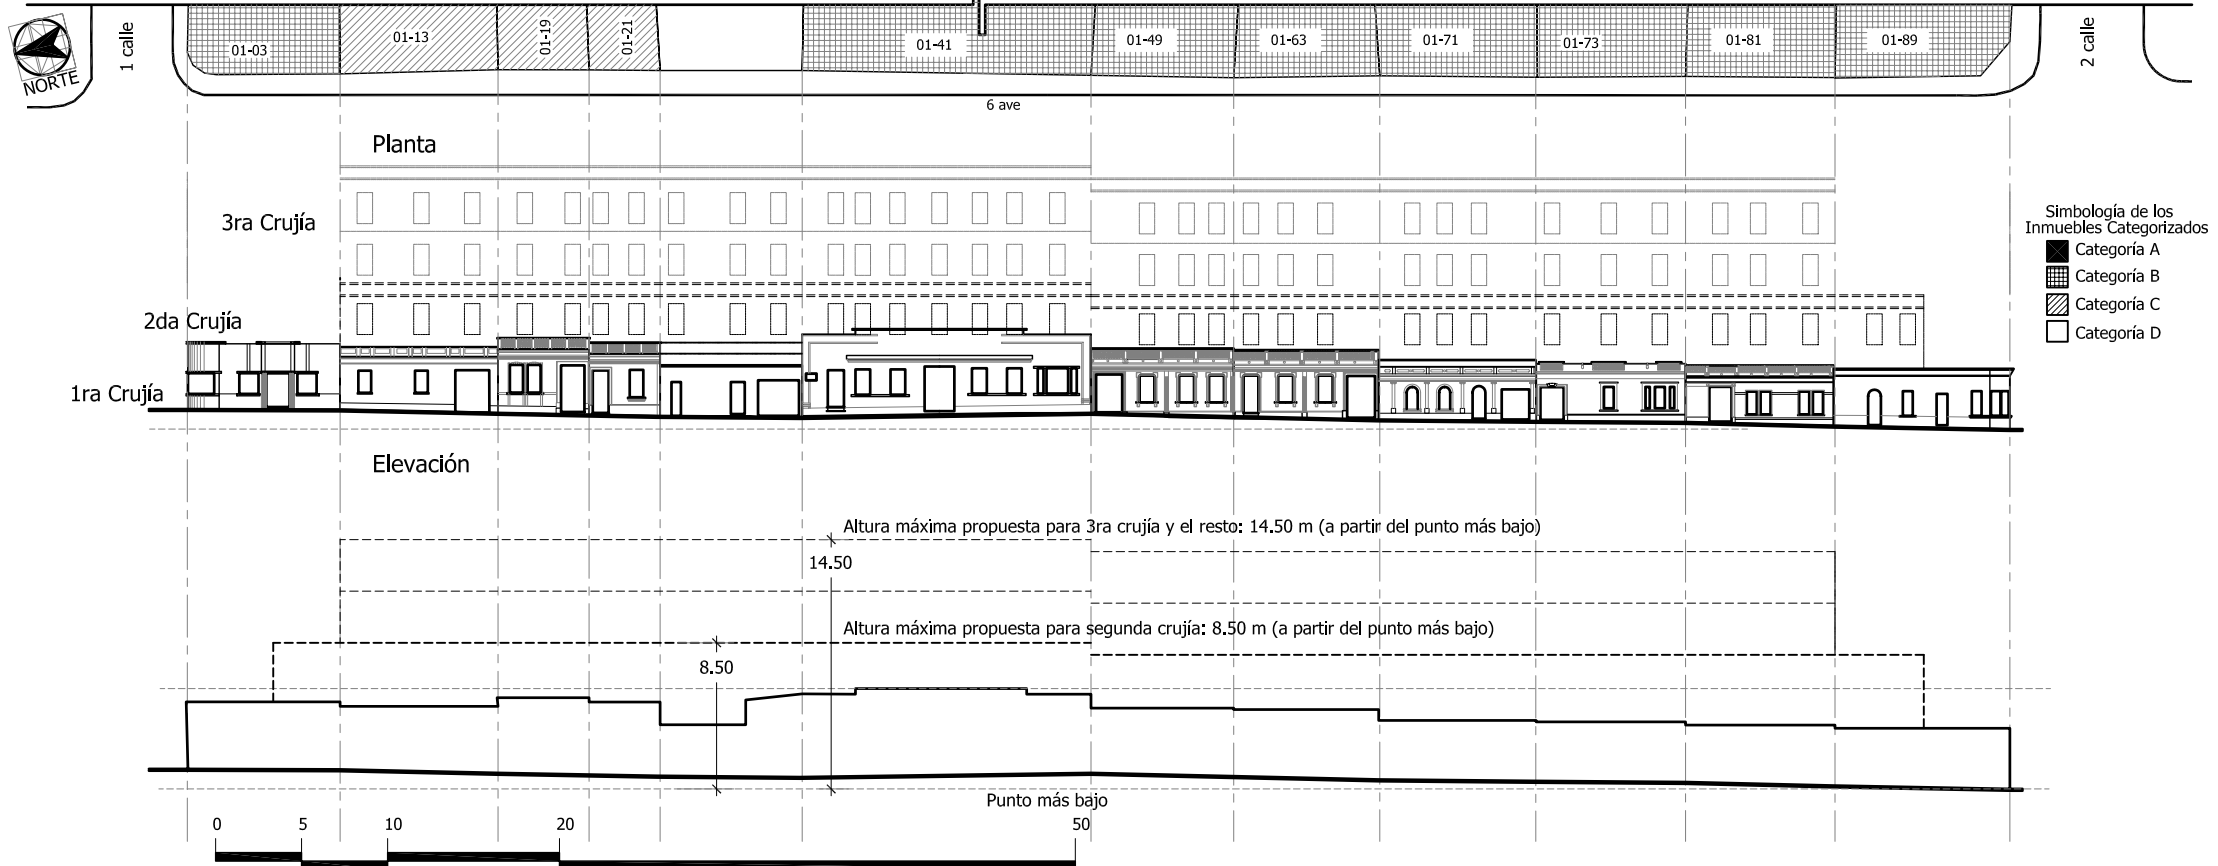 NORTE
1 calle
01-03
01-13
01-19
01-21
01-41
01-49
01-63
01-71
01-73
01-81
01-89
2 calle
6 ave
Planta
3ra Crujía
2da Crujía
1ra Crujía
Simbología de los
Inmuebles Categorizados
Categoría A
Categoría B
Categoría C
Categoría D
Elevación
Altura máxima propuesta para 3ra crujía y el resto: 14.50 m (a partir del punto más bajo)
14.50
Altura máxima propuesta para segunda crujía: 8.50 m (a partir del punto más bajo)
8.50
Punto más bajo
0 5 10 20 50